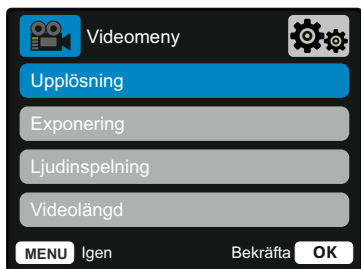 Videomeny
Upplösning
Exponering
Ljudinspelning
Videolängd
MENU Igen Bekräfta OK